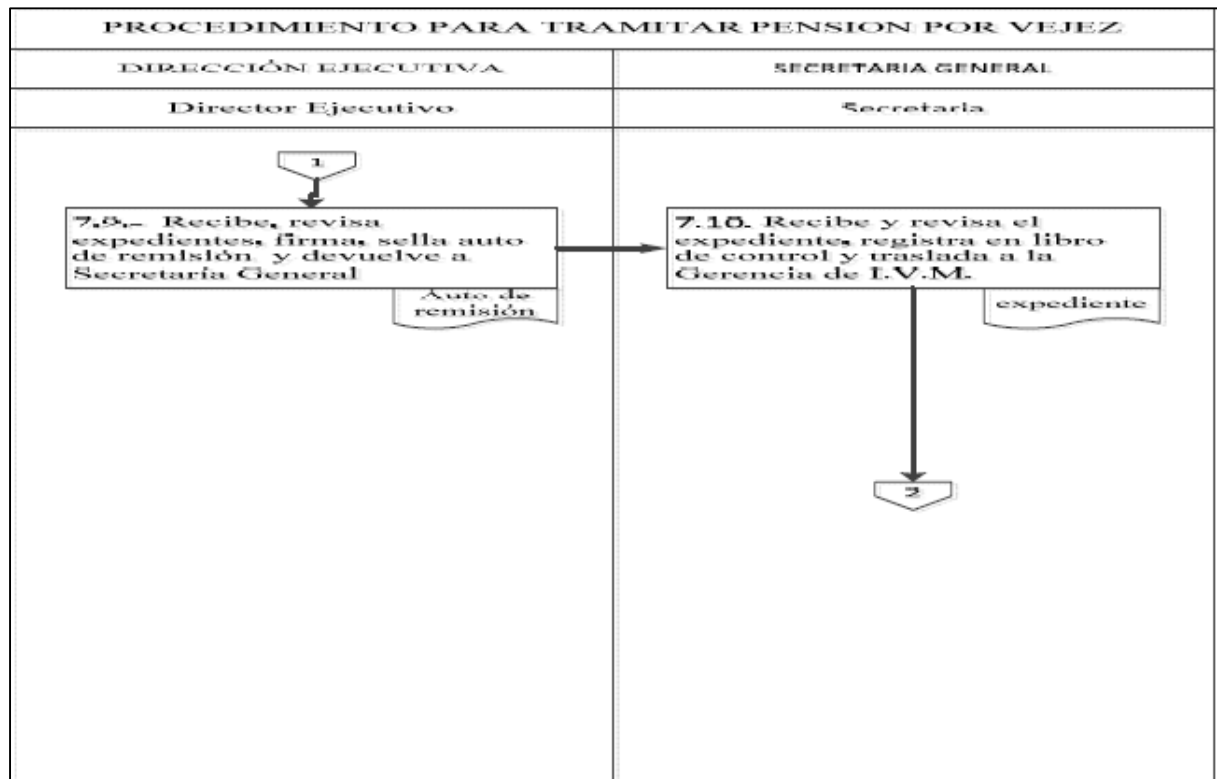 PROCEDIMIENTO PARA TRAMITAR PENSION POR VEJEZ
DIRECCIÓN EJECUTIVA
SECRETARIA GENERAL
Director Ejecutivo
Secretaria
1
7.9.- Recibe, revisa
expedientes, firma, sella auto
de remisión y devuelve a
Secretaría General
Auto de
remisión
7.10. Recibe y revisa el
expediente, registra en libro
de control y traslada a la
Gerencia de I.V.M.
expediente
2